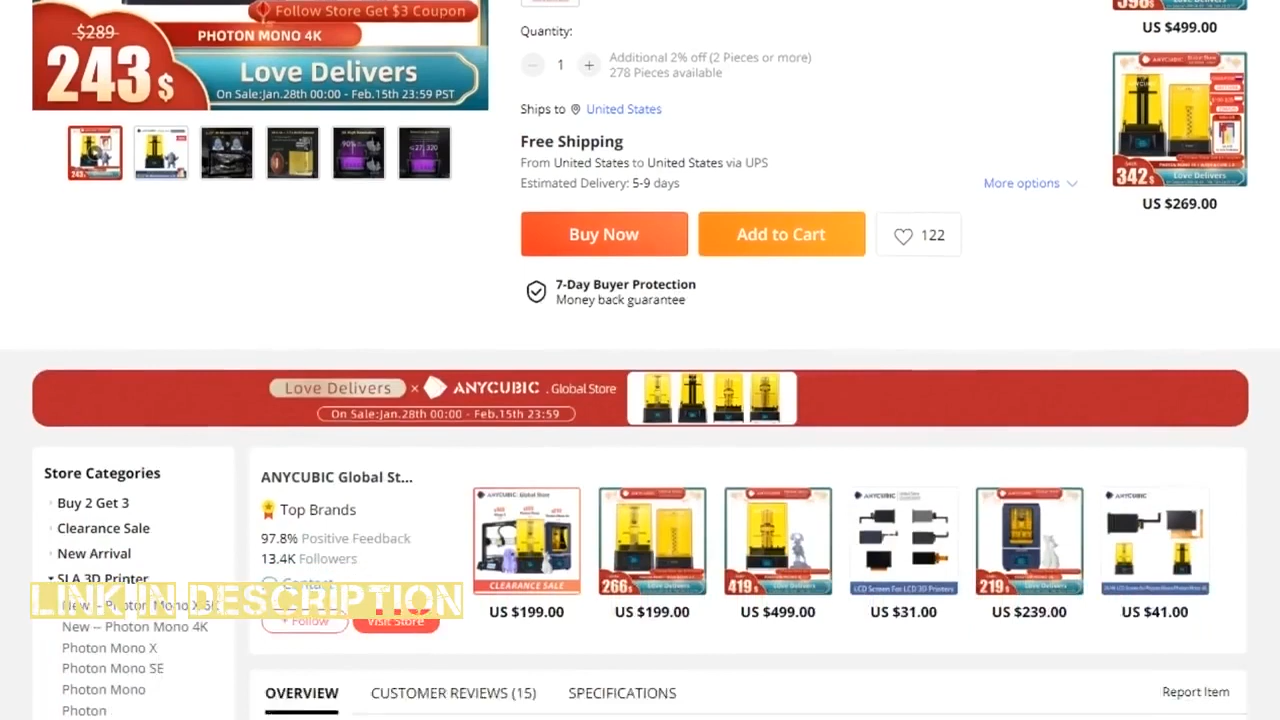 Follow Store Get $3 Coupon
$289
243$
PHOTON MONO 4K
Love Delivers
On Sale:Jan.28th 00:00 - Feb.15th 23:59 PST
Quantity:
1
Additional 2% off (2 Pieces or more)
278 Pieces available
Ships to United States
Free Shipping
From United States to United States via UPS
Estimated Delivery: 5-9 days
More options
Buy Now
Add to Cart
122
7-Day Buyer Protection
Money back guarantee
US $499.00
342$
Love Delivers
US $269.00
Love Delivers × ANYCUBIC . Global Store
On Sale:Jan.28th 00:00 - Feb.15th 23:59
Store Categories
Buy 2 Get 3
Clearance Sale
New Arrival
SLA 3D Printer
New -- Photon Mono X 6K
New -- Photon Mono 4K
Photon Mono X
Photon Mono SE
Photon Mono
Photon
LINK IN DESCRIPTION
ANYCUBIC Global St...
Top Brands
97.8% Positive Feedback
13.4K Followers
Contact
+ Follow
Visit Store
CLEARANCE SALE
US $199.00
266$
US $199.00
419$
US $499.00
ANYCUBIC
LCD Screen For LCD 3D Printers
US $31.00
219$
US $239.00
ANYCUBIC
US $41.00
OVERVIEW
CUSTOMER REVIEWS (15)
SPECIFICATIONS
Report Item